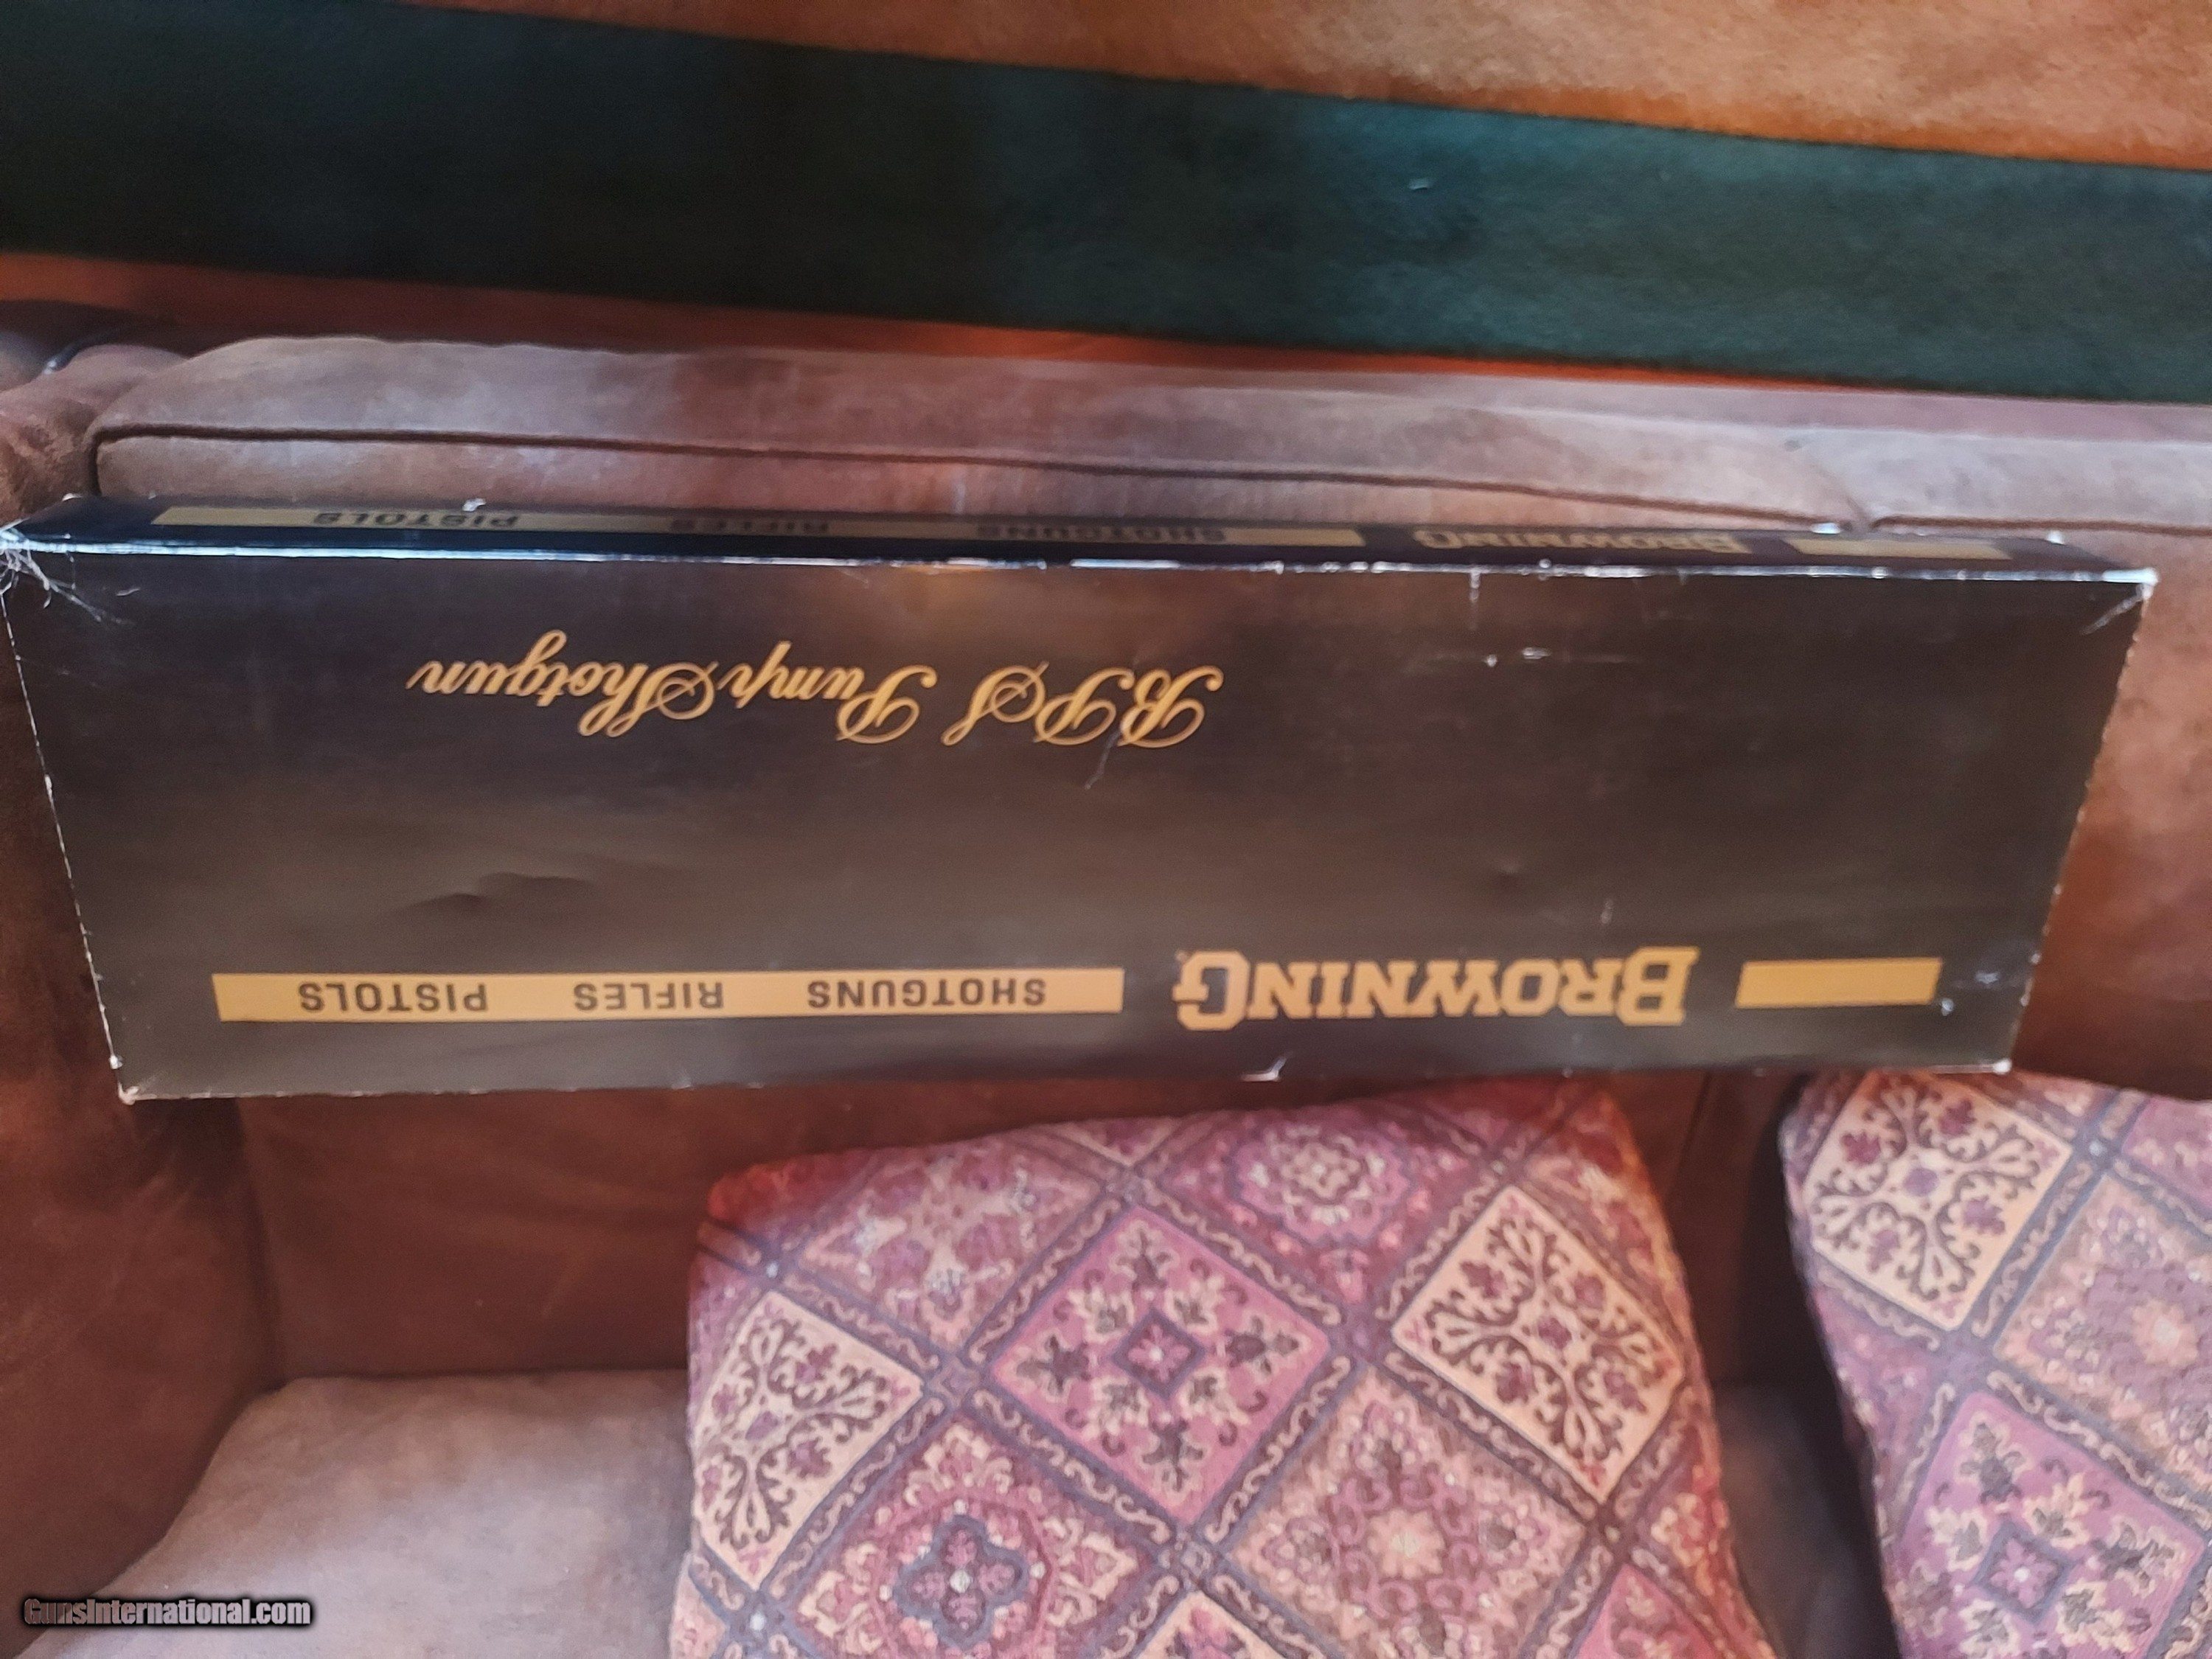 BROWNING SHOTGUNS RIFLES PISTOLS
BPS Pump Shotgun
BROWNING SHOTGUNS RIFLES PISTOLS
GunsInternational.com